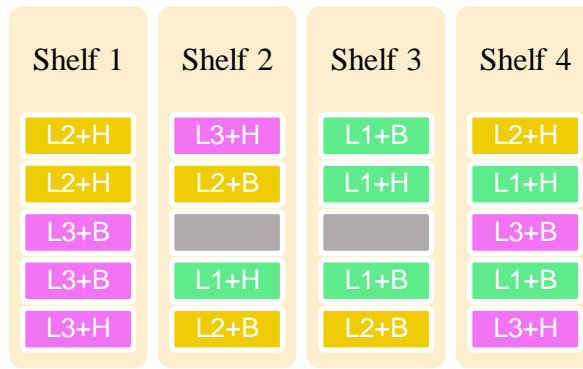 Shelf 1 Shelf 2 Shelf 3 Shelf 4
L2+H L3+H L1+B L2+H
L2+H L2+B L1+H L1+H
L3+B L3+B
L3+B L1+H L1+B L1+B
L3+H L2+B L2+B L3+H